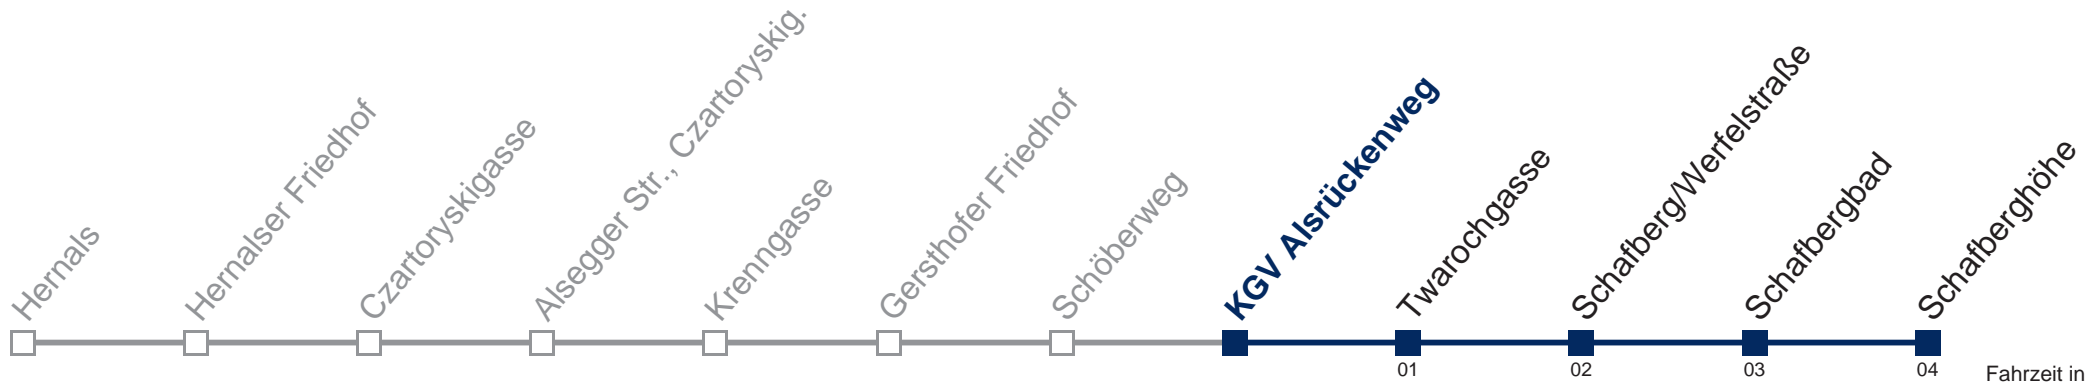 Hernals
Hernalser Friedhof
Czartoryskigasse
Alsegger Str., Czartoryskig.
Krenngasse
Gersthofer Friedhof
Schöberweg
KGV Alsrückenweg
Twarochgasse
Schafberg/Werfelstraße
Schafbergbad
Schafberghöhe
01
02
03
04
Fahrzeit in